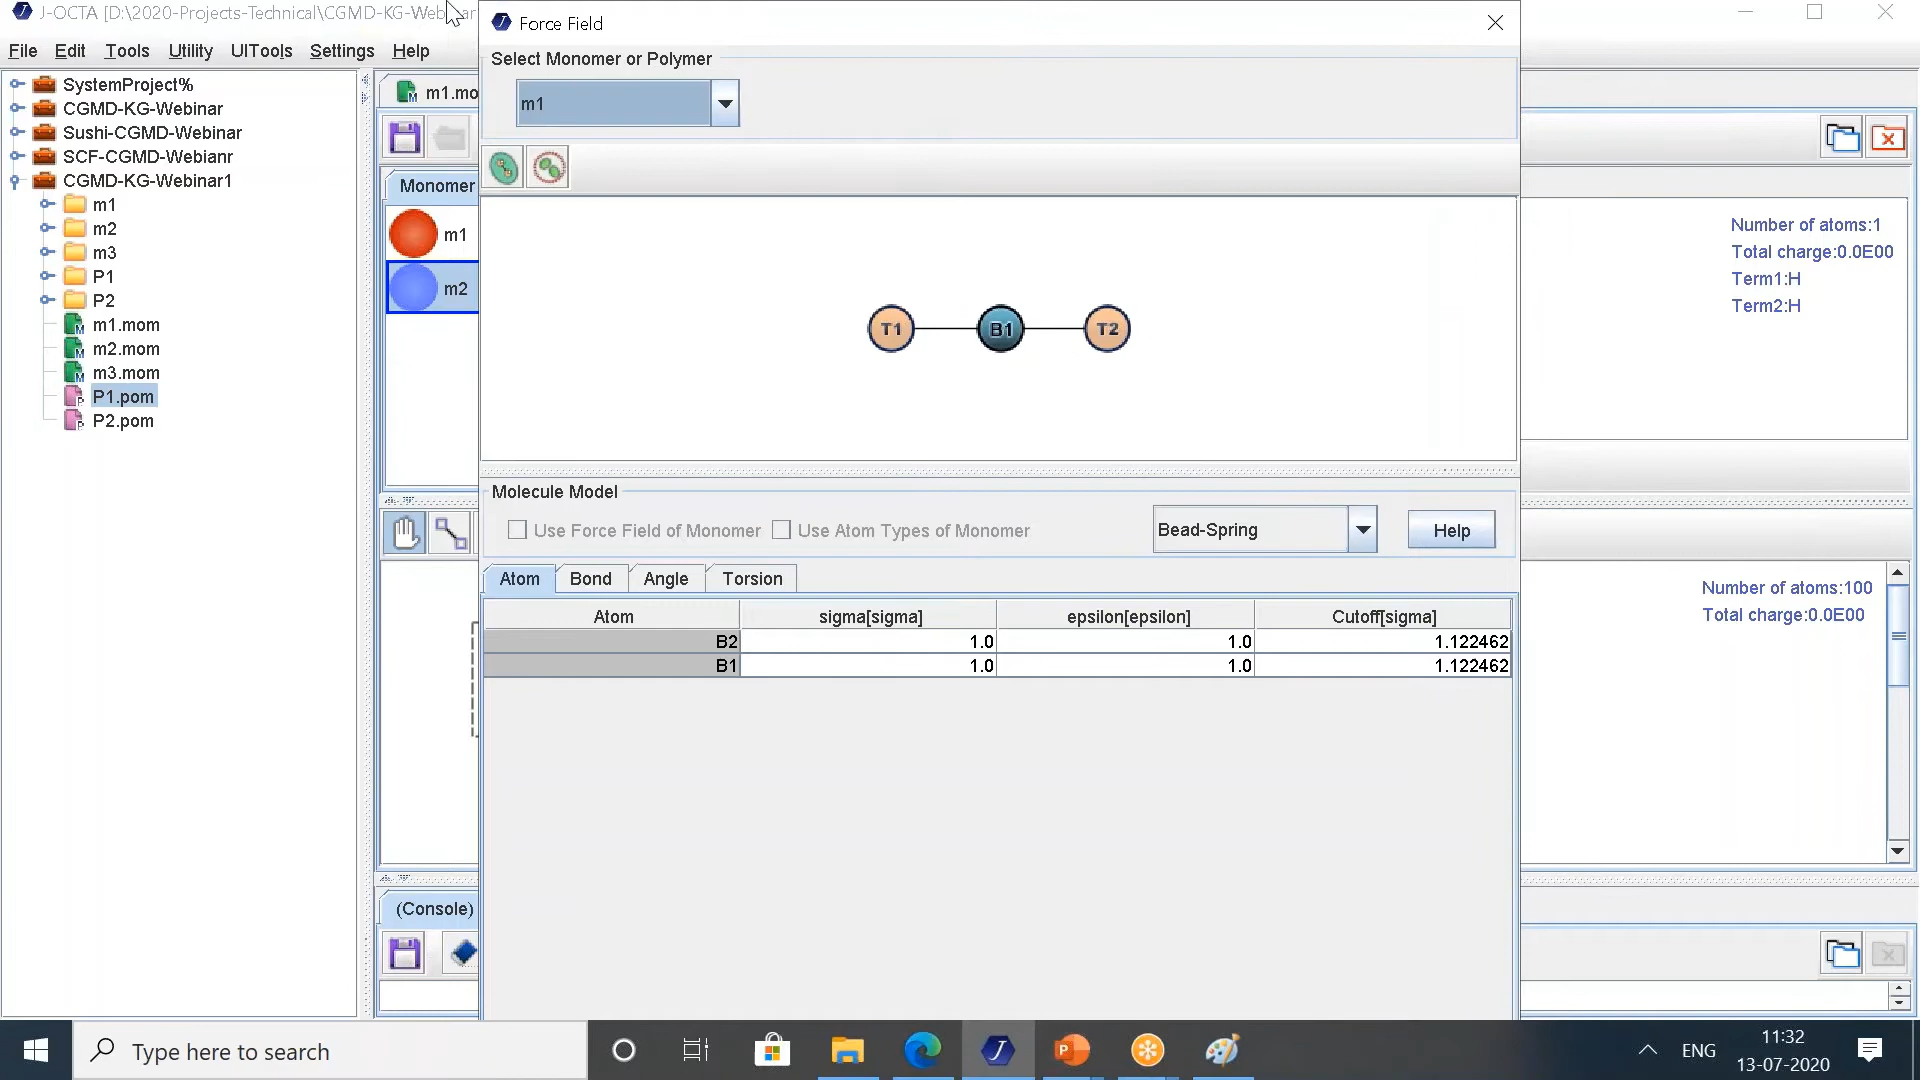 J-OCTA [D:\2020-Projects-Technical\CGMD-KG-Webinar
File Edit Tools Utility UITools Settings Help
SystemProject%
CGMD-KG-Webinar
Sushi-CGMD-Webinar
SCF-CGMD-Webianr
CGMD-KG-Webinar1
m1
m2
m3
P1
P2
m1.mom
m2.mom
m3.mom
P1.pom
P2.pom
m1.mo
Monomer
m1
m2
(Console)
Force Field
Select Monomer or Polymer
m1
T1 B1 T2
Molecule Model
Use Force Field of Monomer Use Atom Types of Monomer Bead-Spring Help
Atom Bond Angle Torsion
Atom sigma[sigma] epsilon[epsilon] Cutoff[sigma]
B2 1.0 1.0 1.122462
B1 1.0 1.0 1.122462
Number of atoms:1
Total charge:0.0E00
Term1:H
Term2:H
Number of atoms:100
Total charge:0.0E00
Type here to search
ENG
11:32
13-07-2020